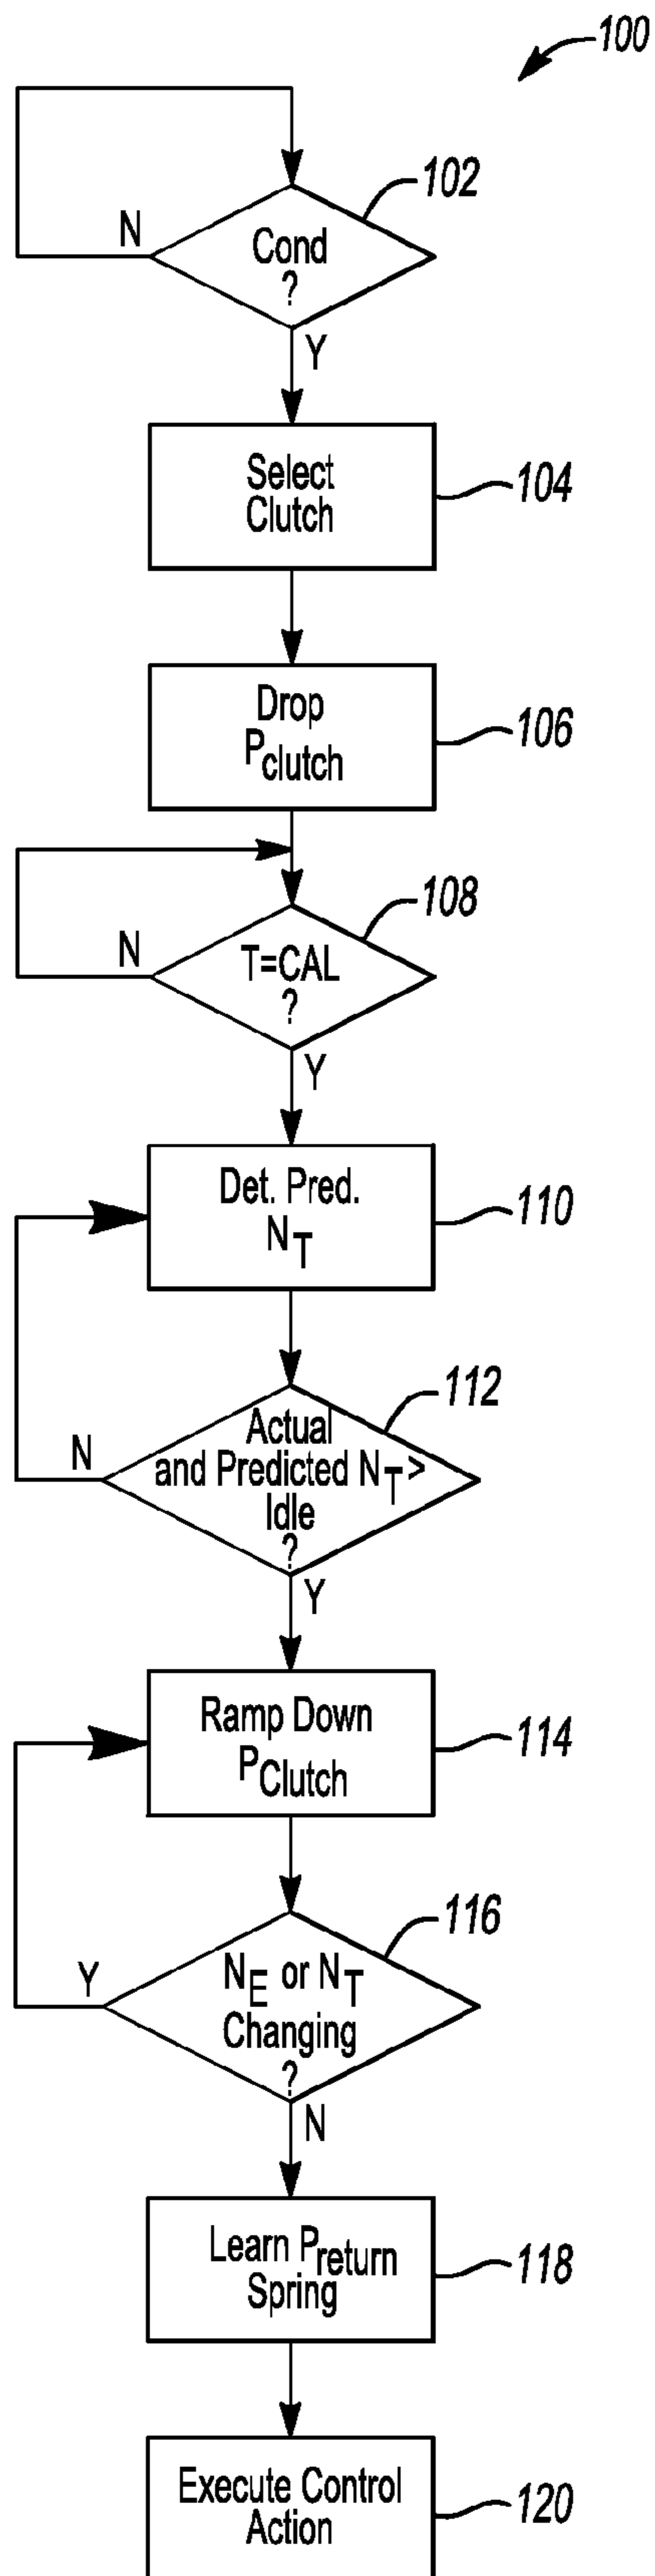 100
102
Cond
?
N
Y
Select
Clutch
104
Drop
Pclutch
106
108
T=CAL
?
N
Y
Det. Pred.
NT
110
112
Actual
and Predicted NT>
Idle
?
N
Y
Ramp Down
PClutch
114
116
NE or NT
Changing
?
Y
N
Learn Preturn
Spring
118
Execute Control
Action
120